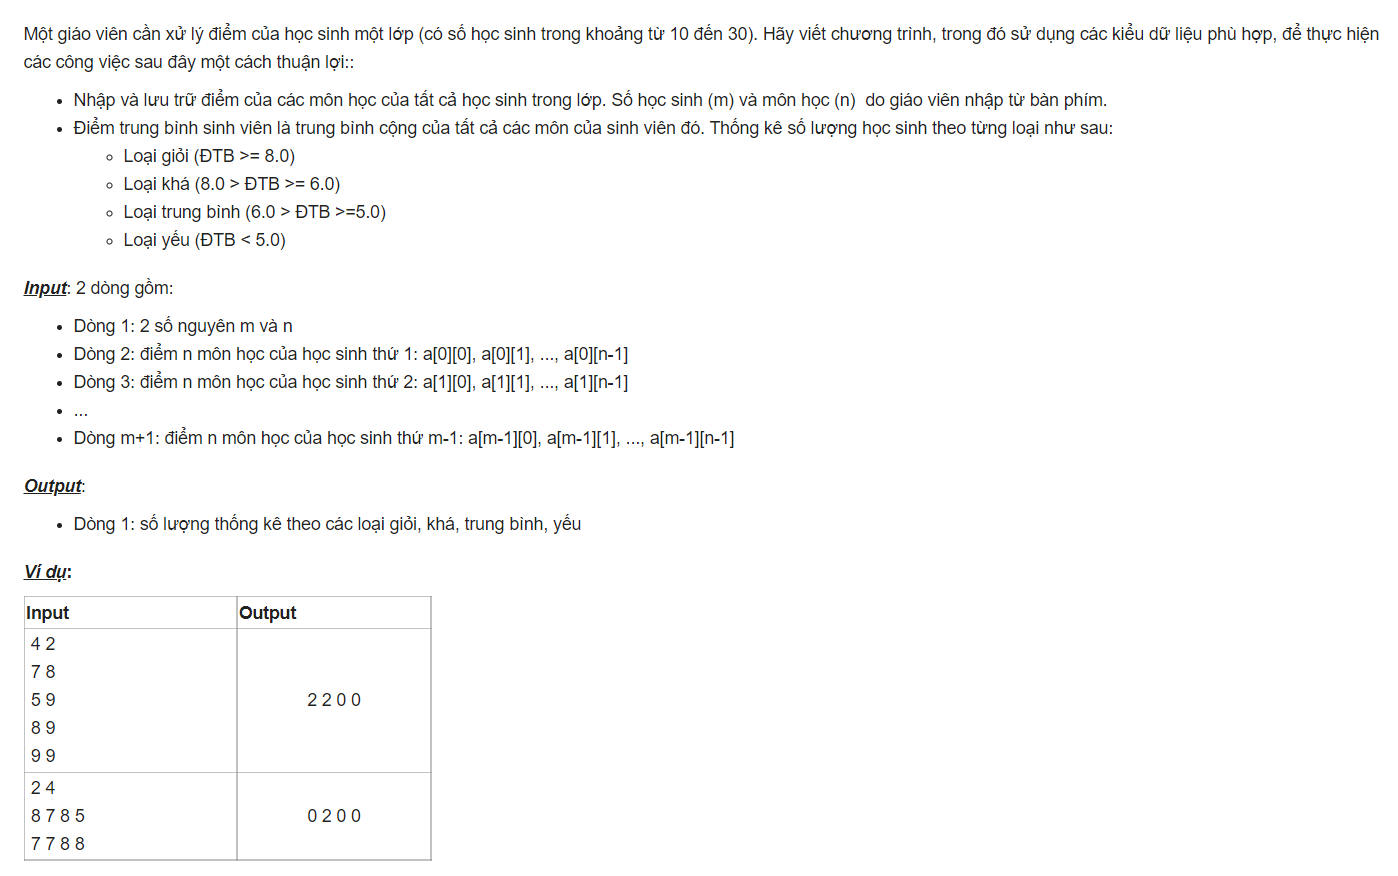 Một giáo viên cần xử lý điểm của học sinh một lớp (có số học sinh trong khoảng từ 10 đến 30). Hãy viết chương trình, trong đó sử dụng các kiểu dữ liệu phù hợp, để thực hiện
các công việc sau đây một cách thuận lợi::
• Nhập và lưu trữ điểm của các môn học của tất cả học sinh trong lớp. Số học sinh (m) và môn học (n) do giáo viên nhập từ bàn phím.
• Điểm trung bình sinh viên là trung bình cộng của tất cả các môn của sinh viên đó. Thống kê số lượng học sinh theo từng loại như sau:
◦ Loại giỏi (ĐTB >= 8.0)
◦ Loại khá (8.0 > ĐTB >= 6.0)
◦ Loại trung bình (6.0 > ĐTB >=5.0)
◦ Loại yếu (ĐTB < 5.0)
Input: 2 dòng gồm:
• Dòng 1: 2 số nguyên m và n
• Dòng 2: điểm n môn học của học sinh thứ 1: a[0][0], a[0][1], ..., a[0][n-1]
• Dòng 3: điểm n môn học của học sinh thứ 2: a[1][0], a[1][1], ..., a[1][n-1]
• ...
• Dòng m+1: điểm n môn học của học sinh thứ m-1: a[m-1][0], a[m-1][1], ..., a[m-1][n-1]
Output:
• Dòng 1: số lượng thống kê theo các loại giỏi, khá, trung bình, yếu
Ví dụ:
Input Output
4 2
7 8
5 9
8 9
9 9
2 2 0 0
2 4
8 7 8 5
7 7 8 8
0 2 0 0